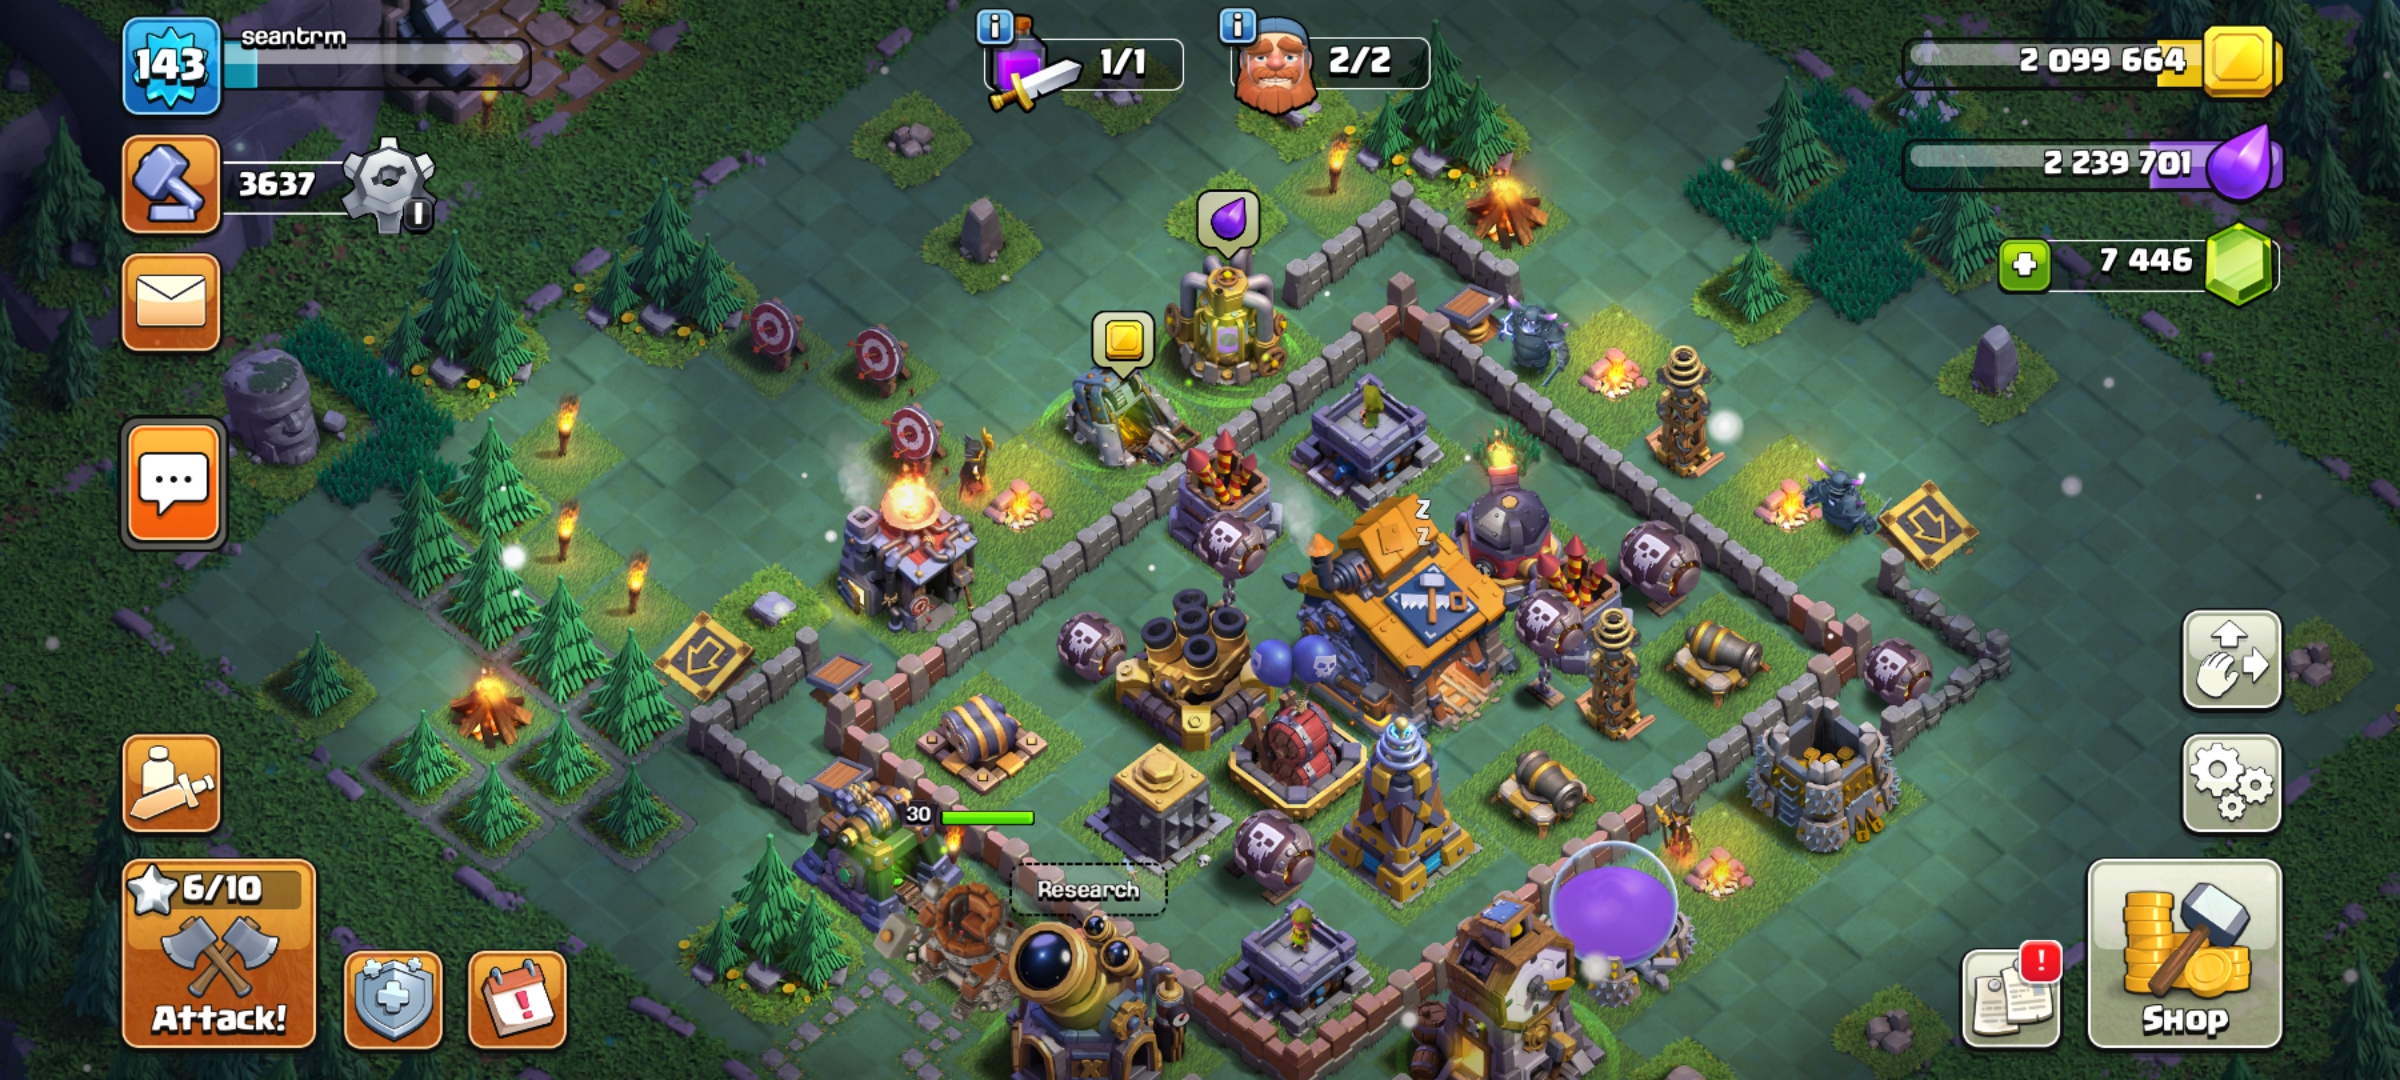 143
seantrm
1/1
2/2
2 099 664
3637
I
2 239 701
7 446
z
z
30
Research
6/10
Attack!
Shop